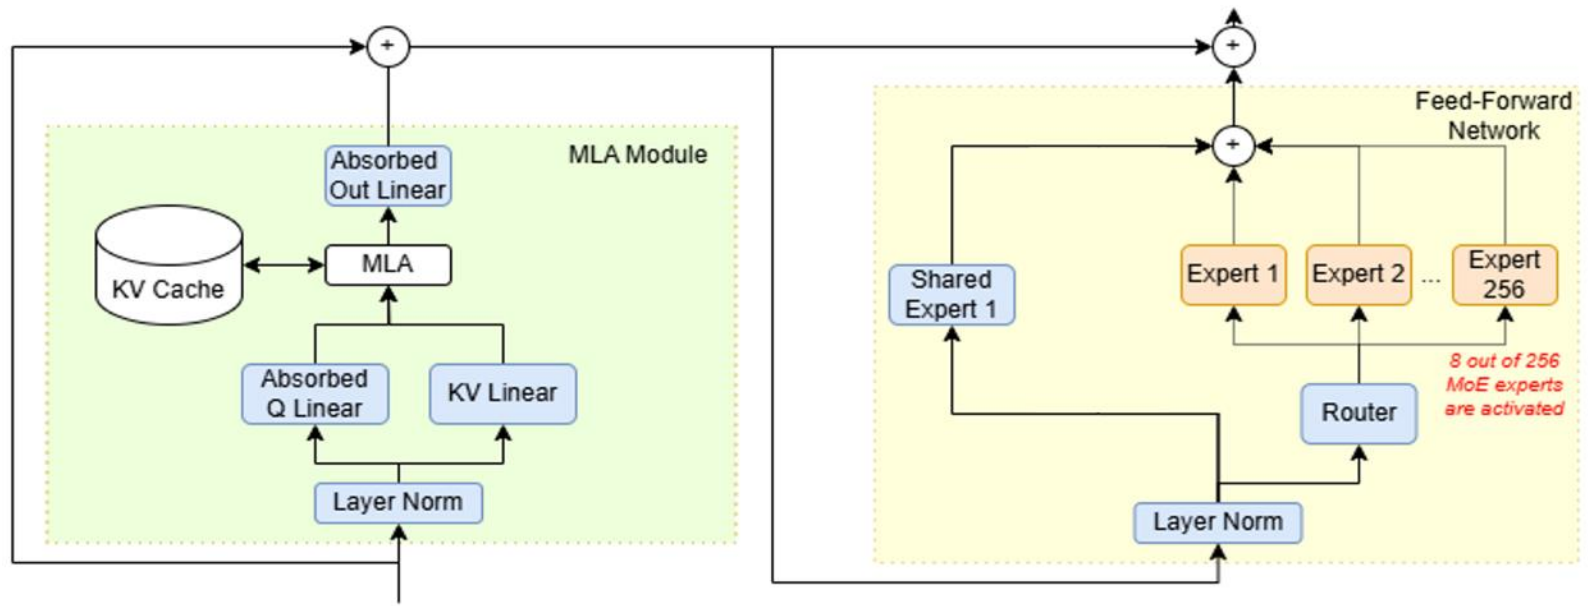 +
+
Feed-Forward
Network
MLA Module
Absorbed
Out Linear
+
KV Cache
MLA
Shared
Expert 1
Expert 1
Expert 2
...
Expert
256
Absorbed
Q Linear
KV Linear
8 out of 256
MoE experts
are activated
Router
Layer Norm
Layer Norm